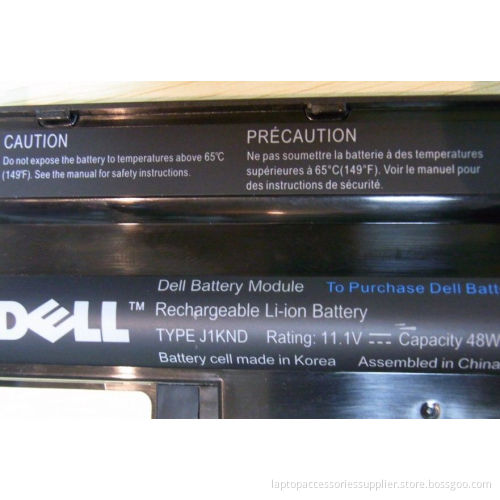 CAUTION
Do not expose the battery to temperatures above 65℃
(149℉). See the manual for safety instructions.
PRÉCAUTION
Ne pas soumettre la batterie à des temperatures
supérieures à 65°C(149°F). Voir le manuel pour
des instructions de sécurité.
Dell Battery Module To Purchase Dell Batte
DELL™
Rechargeable Li-ion Battery
TYPE J1KND Rating: 11.1V⎓ Capacity 48W
Battery cell made in Korea Assembled in China
laptopaccessoriessupplier.store.bossgoo.com